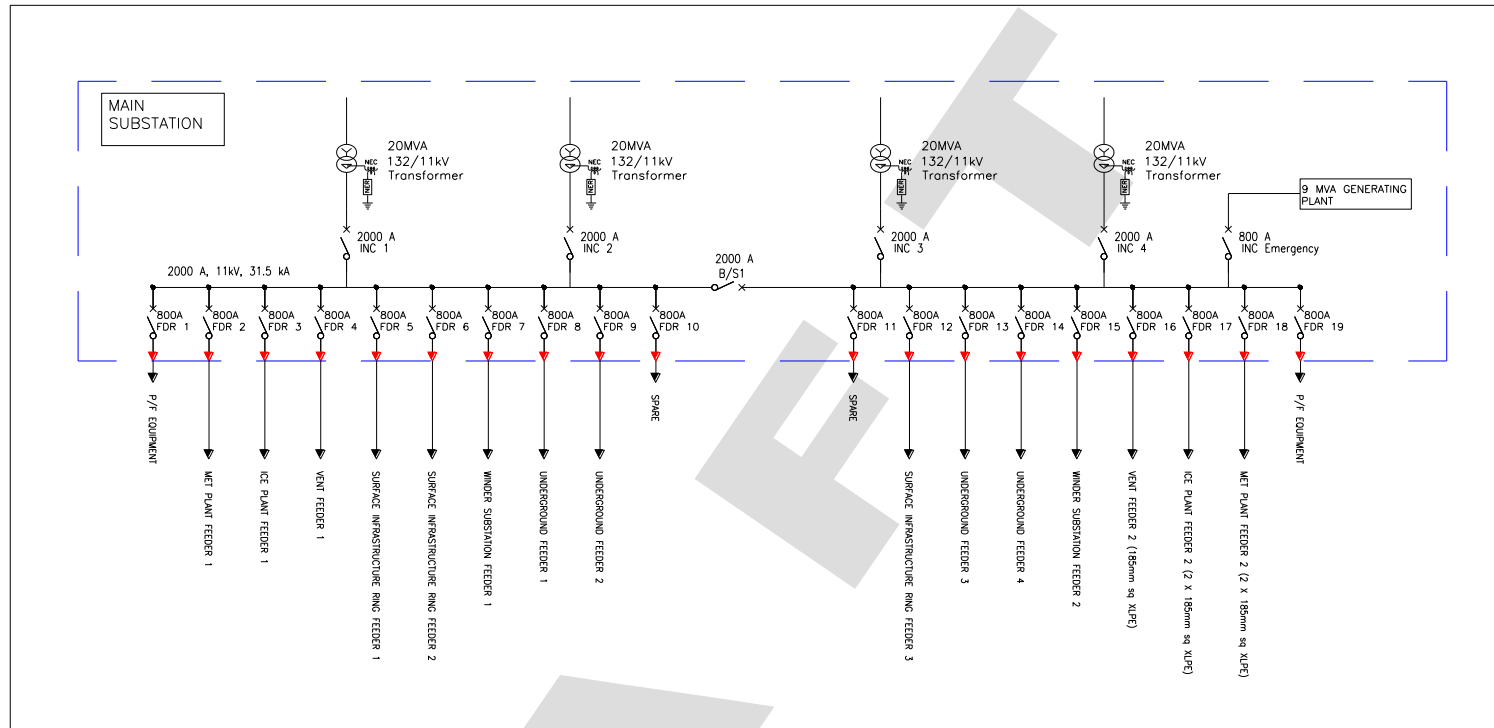 MAIN
SUBSTATION
20MVA
132/11kV
Transformer
NEC
NER
20MVA
132/11kV
Transformer
NEC
NER
20MVA
132/11kV
Transformer
NEC
NER
20MVA
132/11kV
Transformer
NEC
NER
9 MVA GENERATING
PLANT
2000 A
INC 1
2000 A
INC 2
2000 A
INC 3
2000 A
INC 4
800 A
INC Emergency
2000 A, 11kV, 31.5 kA
2000 A
B/S1
800A
FDR 1
800A
FDR 2
800A
FDR 3
800A
FDR 4
800A
FDR 5
800A
FDR 6
800A
FDR 7
800A
FDR 8
800A
FDR 9
800A
FDR 10
800A
FDR 11
800A
FDR 12
800A
FDR 13
800A
FDR 14
800A
FDR 15
800A
FDR 16
800A
FDR 17
800A
FDR 18
800A
FDR 19
P/F EQUIPMENT
MET PLANT FEEDER 1
ICE PLANT FEEDER 1
VENT FEEDER 1
SURFACE INFRASTRUCTURE RING FEEDER 1
SURFACE INFRASTRUCTURE RING FEEDER 2
WINDER SUBSTATION FEEDER 1
UNDERGROUND FEEDER 1
UNDERGROUND FEEDER 2
SPARE
SPARE
SURFACE INFRASTRUCTURE RING FEEDER 3
UNDERGROUND FEEDER 3
UNDERGROUND FEEDER 4
WINDER SUBSTATION FEEDER 2
VENT FEEDER 2 (185mm sq XLPE)
ICE PLANT FEEDER 2 (2 X 185mm sq XLPE)
MET PLANT FEEDER 2 (2 X 185mm sq XLPE)
P/F EQUIPMENT